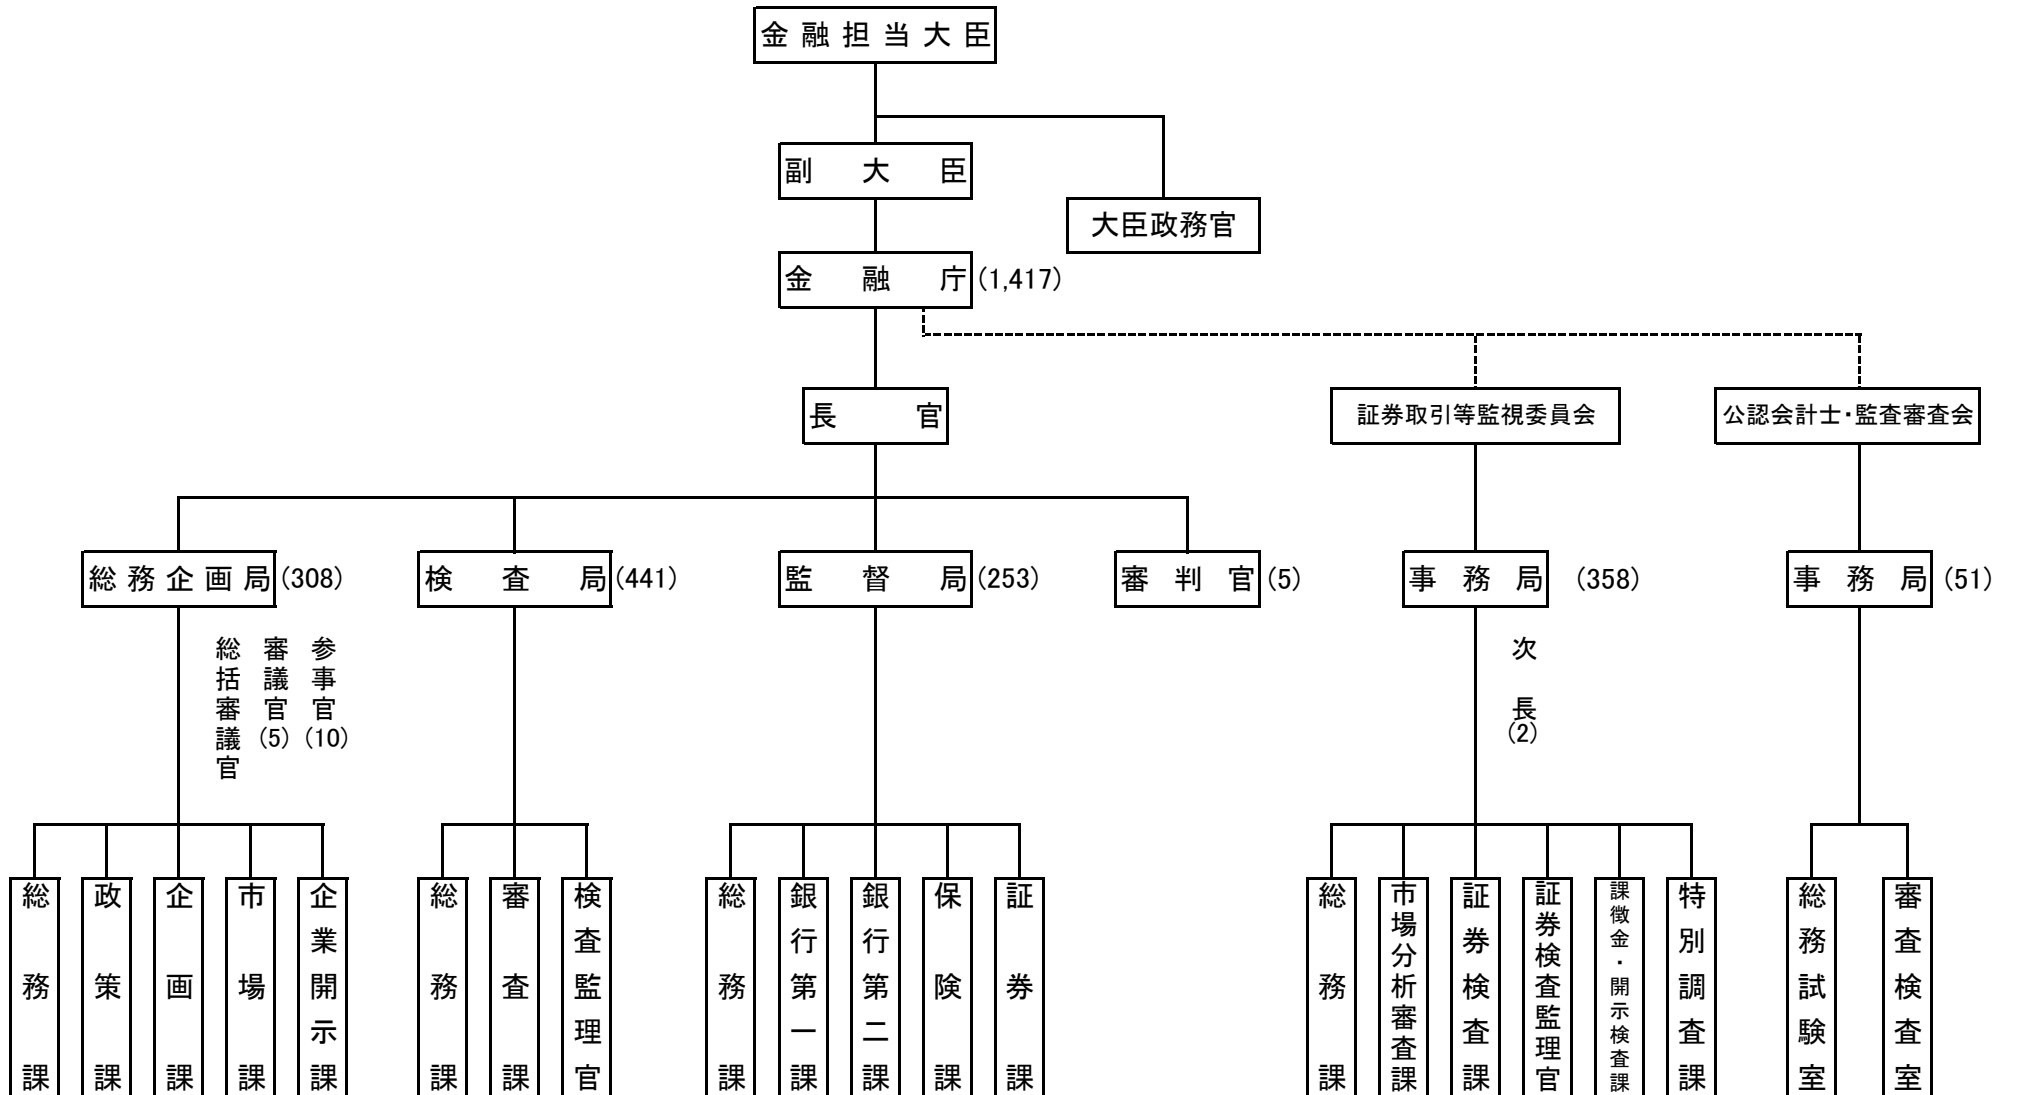 金融担当大臣
副大臣
大臣政務官
金融庁(1,417)
長官
証券取引等監視委員会
公認会計士・監査審査会
総務企画局(308)
検査局(441)
監督局(253)
審判官(5)
事務局(358)
事務局(51)
総括審議官
審議官(5)
参事官(10)
次長(2)
総務課
政策課
企画課
市場課
企業開示課
総務課
審査課
検査監理官
総務課
銀行第一課
銀行第二課
保険課
証券課
総務課
市場分析審査課
証券検査課
証券検査監理官
課徴金・開示検査課
特別調査課
総務試験室
審査検査室